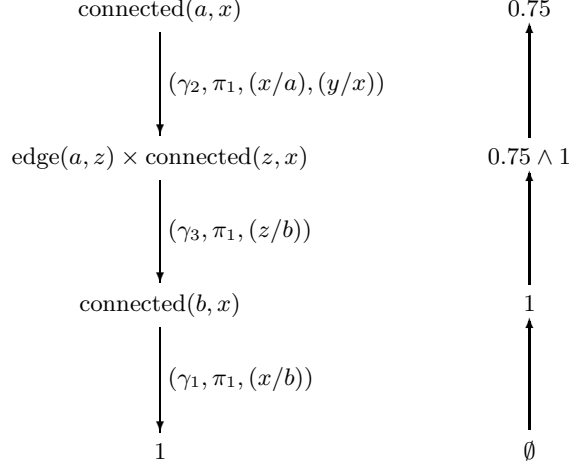 connected(a, x) 0.75
(γ₂, π₁, (x/a), (y/x))
edge(a, z) × connected(z, x) 0.75 ∧ 1
(γ₃, π₁, (z/b))
connected(b, x) 1
(γ₁, π₁, (x/b))
1 ∅